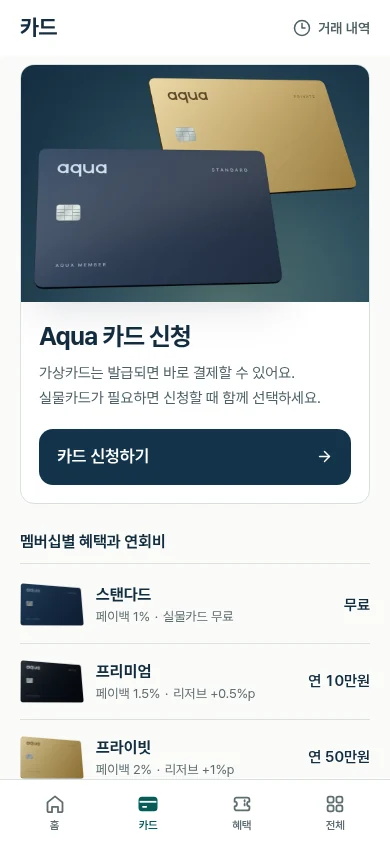 카드
거래 내역
aqua
PRIVATE
aqua
STANDARD
AQUA MEMBER
Aqua 카드 신청
가상카드는 발급되면 바로 결제할 수 있어요.
실물카드가 필요하면 신청할 때 함께 선택하세요.
카드 신청하기
멤버십별 혜택과 연회비
aqua
스탠다드
페이백 1% · 실물카드 무료
무료
aqua
프리미엄
페이백 1.5% · 리저브 +0.5%p
연 10만원
aqua
프라이빗
페이백 2% · 리저브 +1%p
연 50만원
홈
카드
혜택
전체